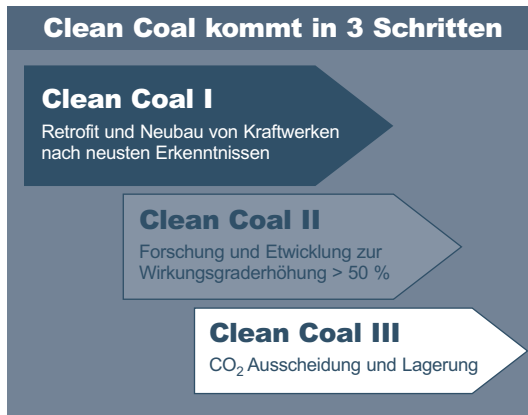 Clean Coal kommt in 3 Schritten
Clean Coal I
Retrofit und Neubau von Kraftwerken
nach neusten Erkenntnissen
Clean Coal II
Forschung und Etwicklung zur
Wirkungsgraderhöhung > 50 %
Clean Coal III
CO₂ Ausscheidung und Lagerung